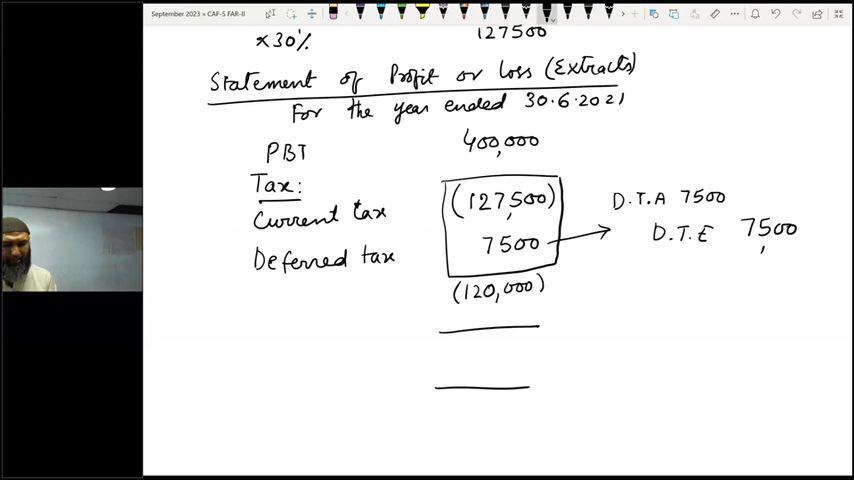 September 2023 » CAF-5 FAR-II
x30%
127500
Statement of Profit or Loss (Extracts)
For the year ended 30.6.2021
PBT 400,000
Tax:
Current tax (127,500) D.T.A 7500
Deferred tax 7500 → D.T.E 7500
(120,000)